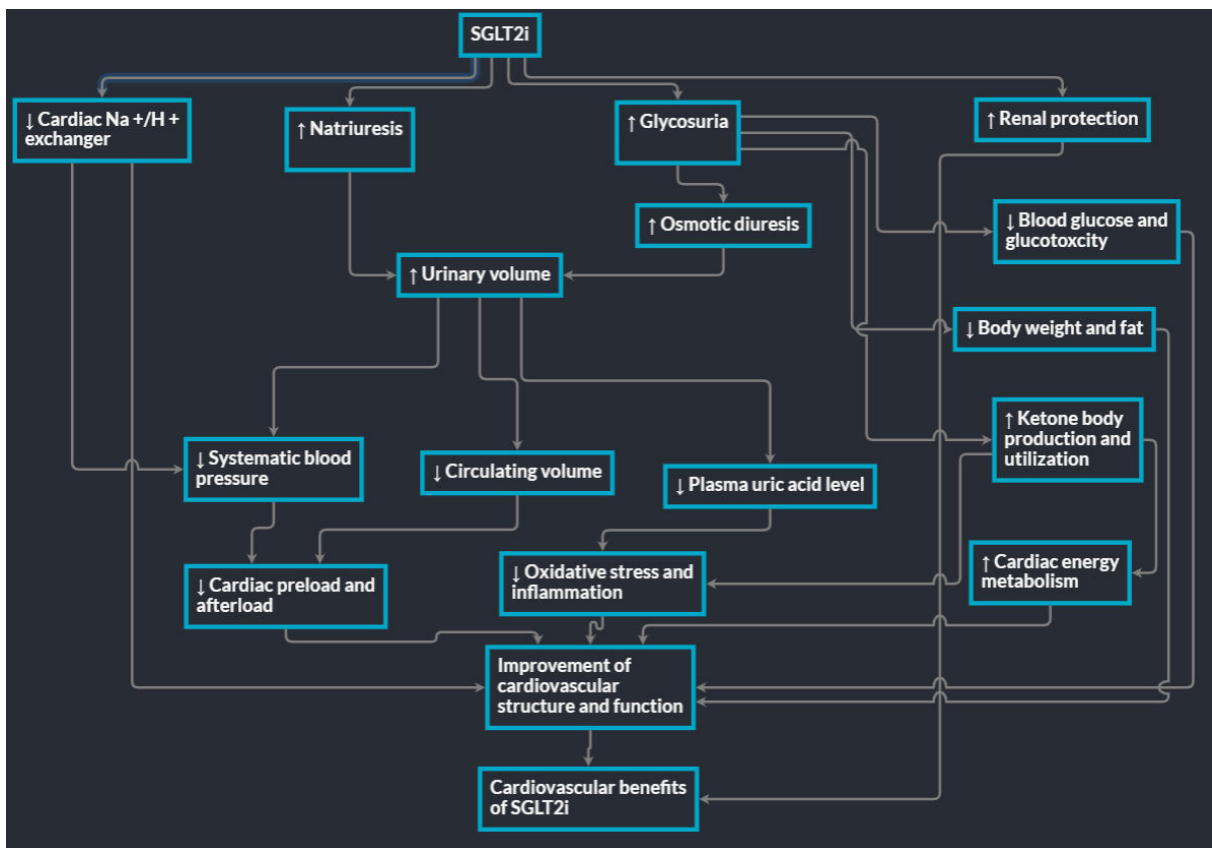 SGLT2i
↓ Cardiac Na +/H +
exchanger
↑ Natriuresis
↑ Glycosuria
↑ Renal protection
↑ Osmotic diuresis
↓ Blood glucose and
glucotoxcity
↑ Urinary volume
↓ Body weight and fat
↑ Ketone body
production and
utilization
↓ Systematic blood
pressure
↓ Circulating volume
↓ Plasma uric acid level
↓ Cardiac preload and
afterload
↓ Oxidative stress and
inflammation
↑ Cardiac energy
metabolism
Improvement of
cardiovascular
structure and function
Cardiovascular benefits
of SGLT2i